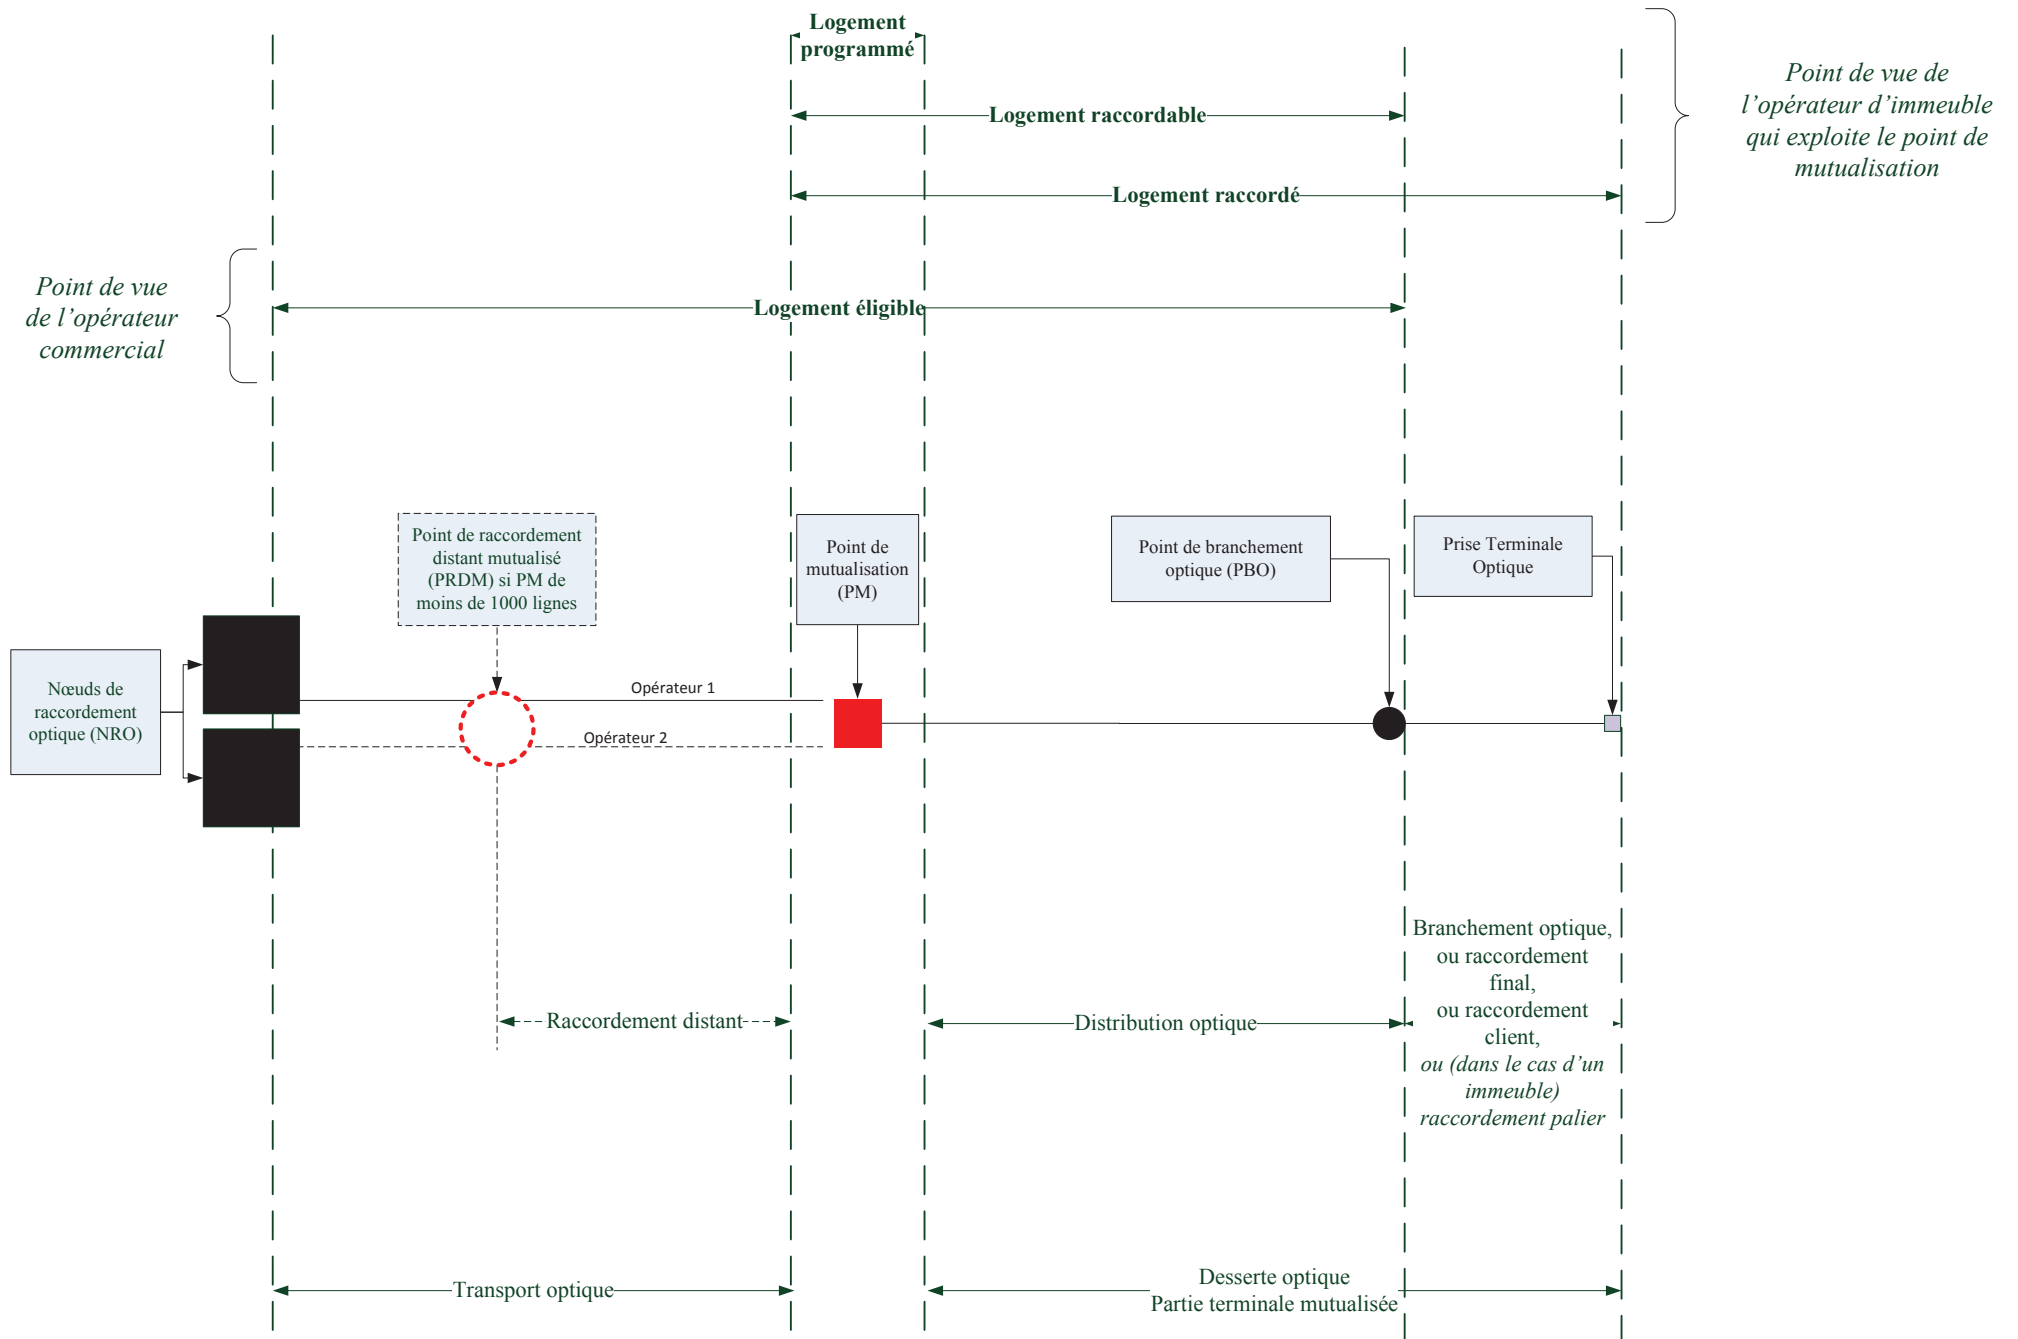 Logement
programmé
Point de vue de
l’opérateur d’immeuble
qui exploite le point de
mutualisation
Logement raccordable
Logement raccordé
Point de vue
de l’opérateur
commercial
Logement éligible
Point de raccordement
distant mutualisé
(PRDM) si PM de
moins de 1000 lignes
Point de
mutualisation
(PM)
Point de branchement
optique (PBO)
Prise Terminale
Optique
Nœuds de
raccordement
optique (NRO)
Opérateur 1
Opérateur 2
Raccordement distant
Distribution optique
Branchement optique,
ou raccordement
final,
ou raccordement
client,
ou (dans le cas d’un
immeuble)
raccordement palier
Transport optique
Desserte optique
Partie terminale mutualisée